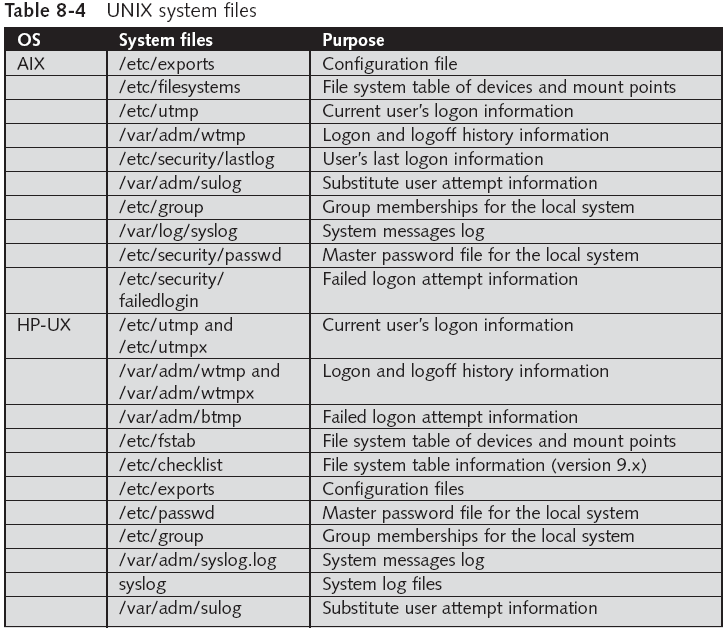 Table 8-4 UNIX system files
OS System files Purpose
AIX /etc/exports Configuration file
/etc/filesystems File system table of devices and mount points
/etc/utmp Current user's logon information
/var/adm/wtmp Logon and logoff history information
/etc/security/lastlog User's last logon information
/var/adm/sulog Substitute user attempt information
/etc/group Group memberships for the local system
/var/log/syslog System messages log
/etc/security/passwd Master password file for the local system
/etc/security/ Failed logon attempt information
failedlogin
HP-UX /etc/utmp and Current user's logon information
/etc/utmpx
/var/adm/wtmp and Logon and logoff history information
/var/adm/wtmpx
/var/adm/btmp Failed logon attempt information
/etc/fstab File system table of devices and mount points
/etc/checklist File system table information (version 9.x)
/etc/exports Configuration files
/etc/passwd Master password file for the local system
/etc/group Group memberships for the local system
/var/adm/syslog.log System messages log
syslog System log files
/var/adm/sulog Substitute user attempt information